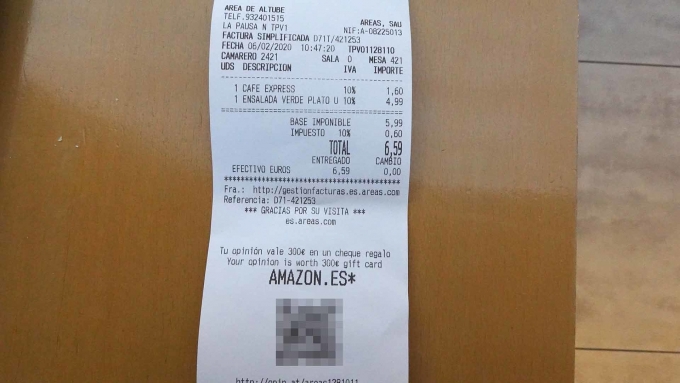 AREA DE ALTUBE
TELF.932401515 AREAS, SAU
LA PAUSA N TPV1 NIF:A-08225013
FACTURA SIMPLIFICADA 071T/421253
FECHA 06/02/2020 10:47:20 TPV01128110
CAMARERO 2421 SALA 0 MESA 421
UDS DESCRIPCION IVA IMPORTE
1 CAFE EXPRESS 10% 1,60
1 ENSALADA VERDE PLATO U 10% 4,99
BASE IMPONIBLE 5,99
IMPUESTO 10% 0,60
TOTAL 6,59
ENTREGADO CAMBIO
EFECTIVO EUROS 6,59 0,00
****************************************
Fra.: http://gestionfacturas.es.areas.com
Referencia: 071-421253
*** GRACIAS POR SU VISITA ***
es.areas.com
Tu opinión vale 300€ en un cheque regalo
Your opinion is worth 300€ gift card
AMAZON.ES*